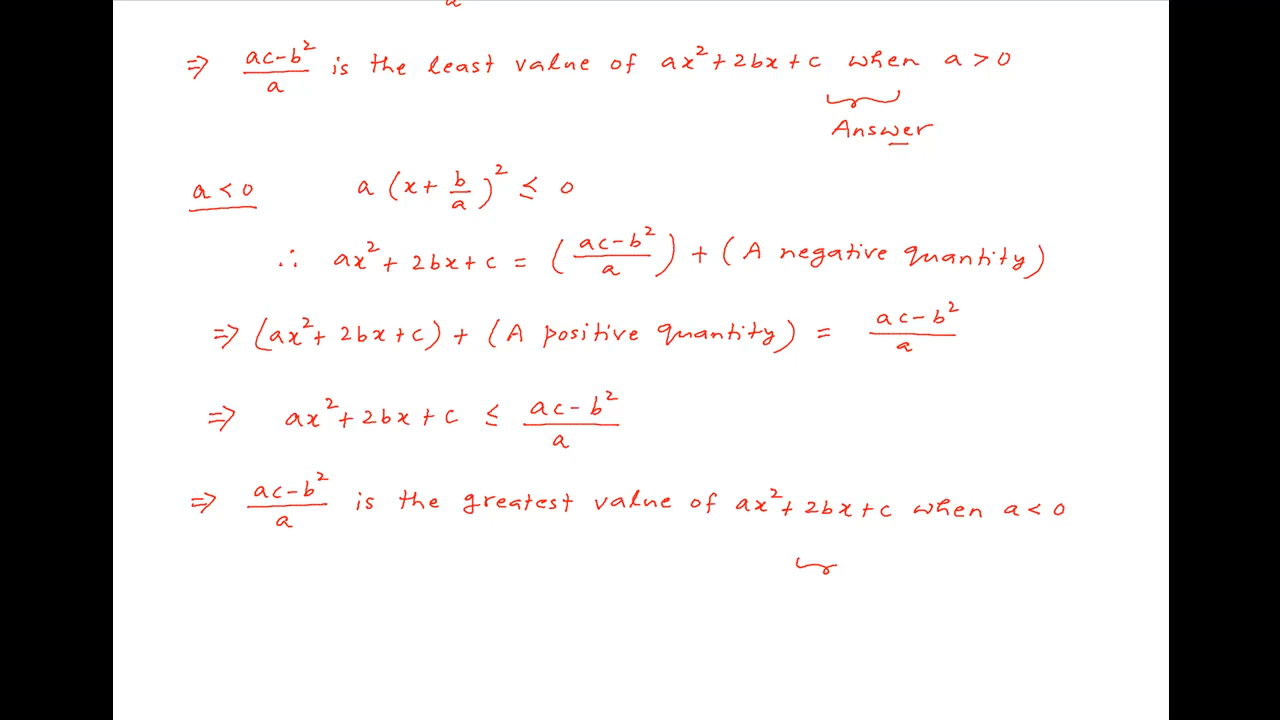 a
⇒ (ac-b²)/a is the least value of ax²+2bx+c when a>0
Answer
a<0 a(x+b/a)² ≤ 0
∴ ax²+2bx+c = ((ac-b²)/a) + (A negative quantity)
⇒ (ax²+2bx+c) + (A positive quantity) = (ac-b²)/a
⇒ ax²+2bx+c ≤ (ac-b²)/a
⇒ (ac-b²)/a is the greatest value of ax²+2bx+c when a<0